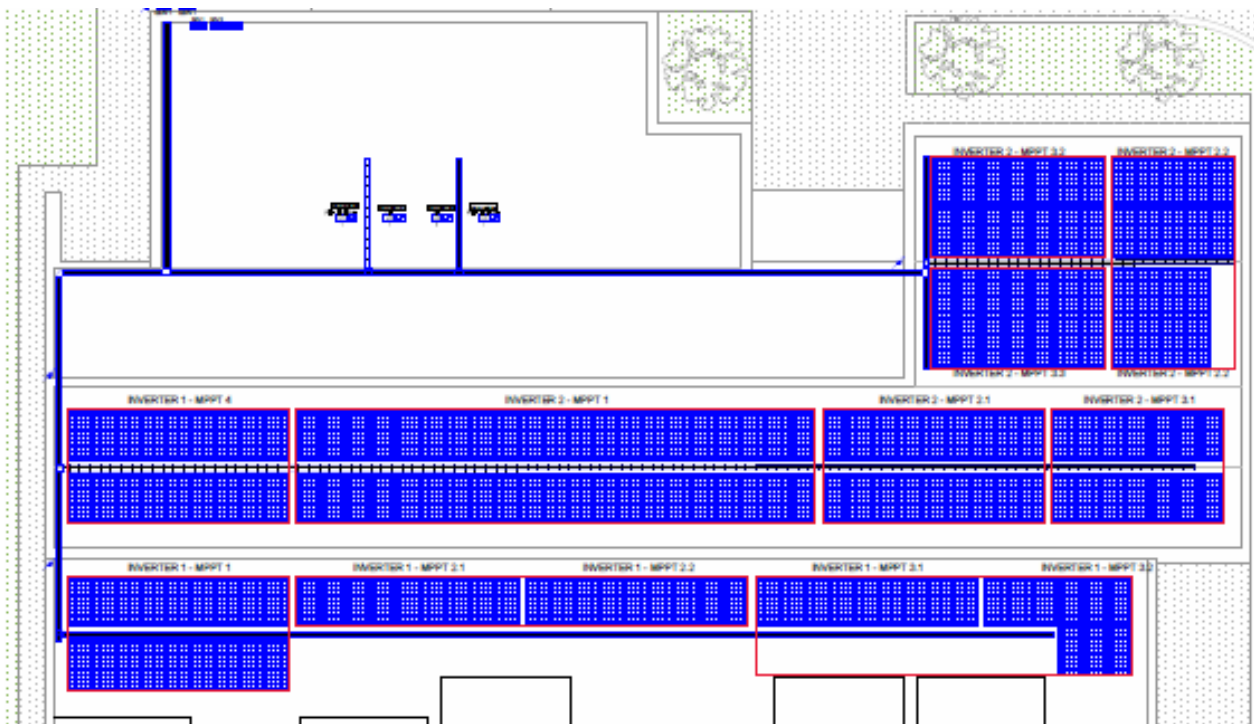 INVERTER 2 - MPPT 3.2
INVERTER 2 - MPPT 2.2
INVERTER 2 - MPPT 3.3
INVERTER 2 - MPPT 2.2
INVERTER 1 - MPPT 4
INVERTER 2 - MPPT 1
INVERTER 2 - MPPT 2.1
INVERTER 2 - MPPT 3.1
INVERTER 1 - MPPT 1
INVERTER 1 - MPPT 2.1
INVERTER 1 - MPPT 2.2
INVERTER 1 - MPPT 3.1
INVERTER 1 - MPPT 3.2